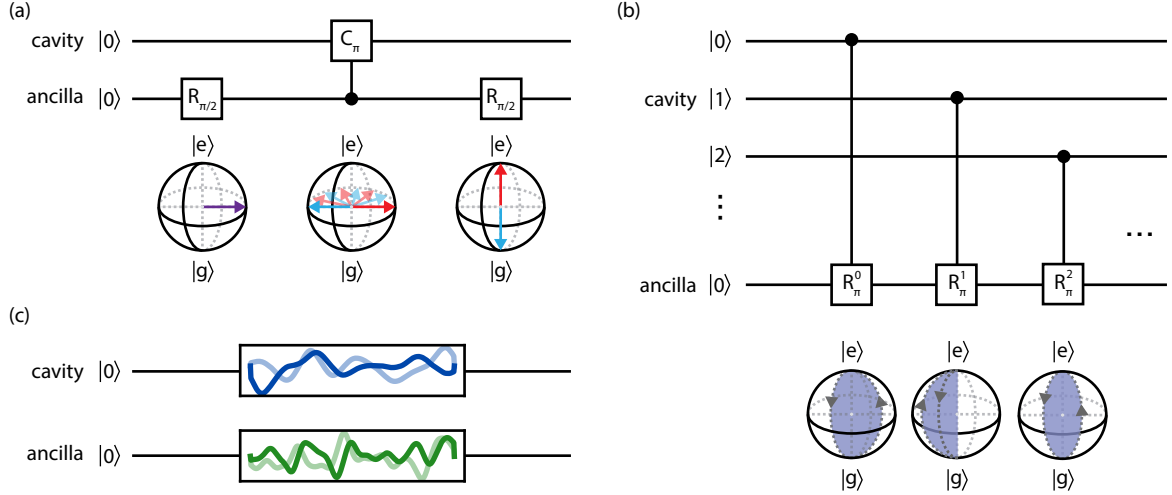 (a)
cavity |0⟩ C_π
ancilla |0⟩ R_π/2 R_π/2
|e⟩ |e⟩ |e⟩
|g⟩ |g⟩ |g⟩
(b)
|0⟩
cavity |1⟩
|2⟩
⋮
...
ancilla |0⟩ R_π^0 R_π^1 R_π^2
|e⟩ |e⟩ |e⟩
|g⟩ |g⟩ |g⟩
(c)
cavity |0⟩
ancilla |0⟩